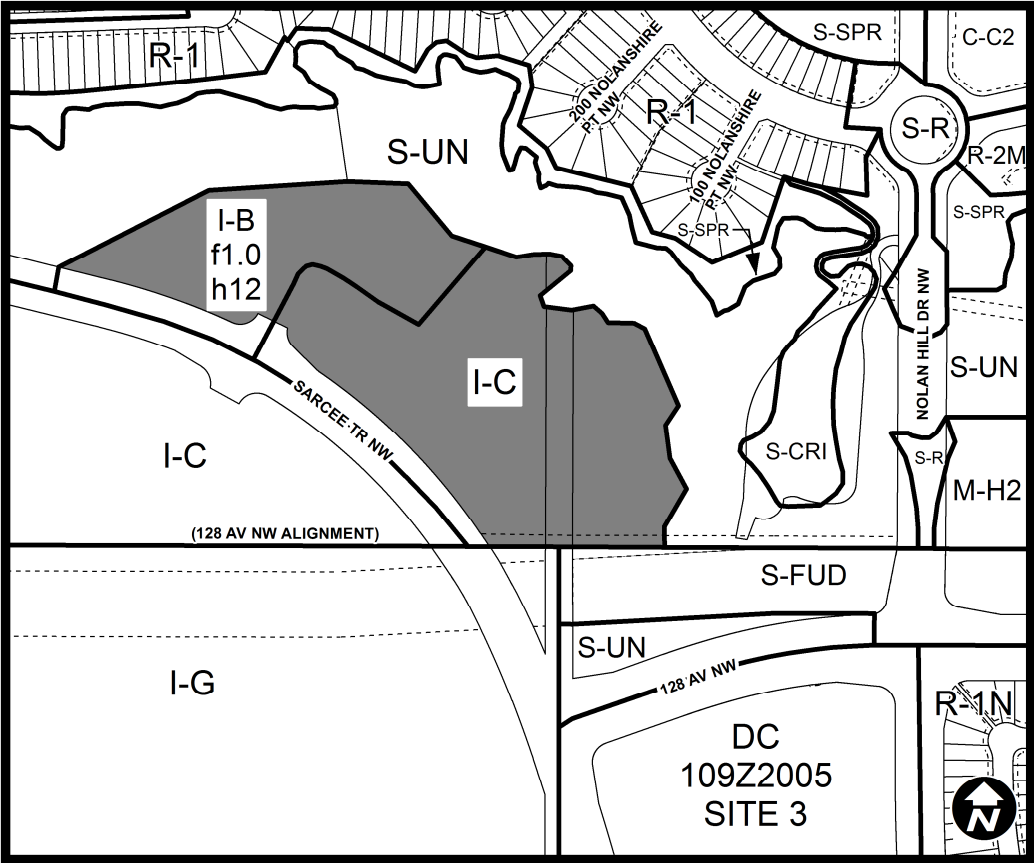 R-1
S-SPR
C-C2
200 NOLANSHIRE
PT NW
R-1
100 NOLANSHIRE
PT NW
S-R
R-2M
S-UN
S-SPR
S-SPR
I-B
f1.0
h12
NOLAN HILL DR NW
S-UN
I-C
SARCEE TR NW
I-C
S-CRI
S-R
M-H2
(128 AV NW ALIGNMENT)
S-FUD
S-UN
128 AV NW
I-G
R-1N
DC
109Z2005
SITE 3
N